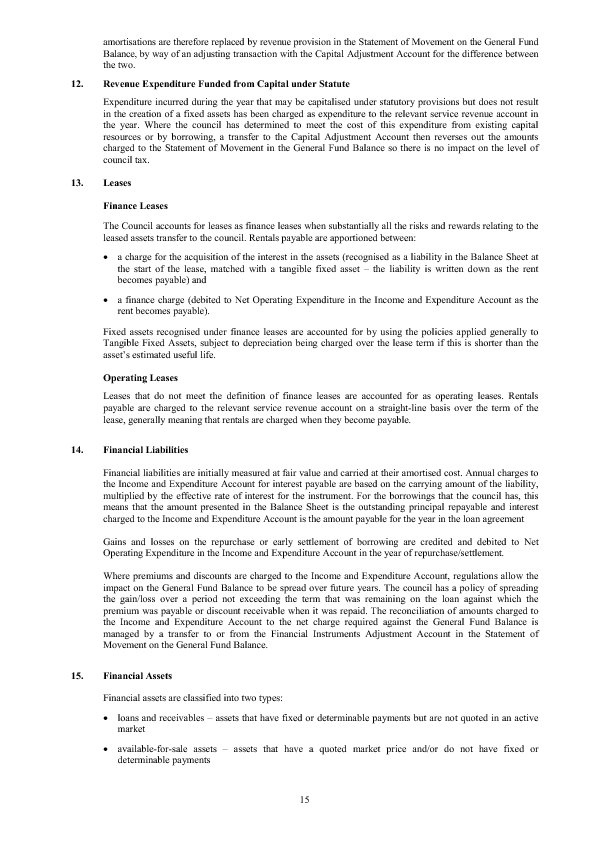 amortisations are therefore replaced by revenue provision in the Statement of Movement on the General Fund
Balance, by way of an adjusting transaction with the Capital Adjustment Account for the difference between
the two.
12. Revenue Expenditure Funded from Capital under Statute
Expenditure incurred during the year that may be capitalised under statutory provisions but does not result
in the creation of a fixed assets has been charged as expenditure to the relevant service revenue account in
the year. Where the council has determined to meet the cost of this expenditure from existing capital
resources or by borrowing, a transfer to the Capital Adjustment Account then reverses out the amounts
charged to the Statement of Movement in the General Fund Balance so there is no impact on the level of
council tax.
13. Leases
Finance Leases
The Council accounts for leases as finance leases when substantially all the risks and rewards relating to the
leased assets transfer to the council. Rentals payable are apportioned between:
• a charge for the acquisition of the interest in the assets (recognised as a liability in the Balance Sheet at
the start of the lease, matched with a tangible fixed asset – the liability is written down as the rent
becomes payable) and
• a finance charge (debited to Net Operating Expenditure in the Income and Expenditure Account as the
rent becomes payable).
Fixed assets recognised under finance leases are accounted for by using the policies applied generally to
Tangible Fixed Assets, subject to depreciation being charged over the lease term if this is shorter than the
asset's estimated useful life.
Operating Leases
Leases that do not meet the definition of finance leases are accounted for as operating leases. Rentals
payable are charged to the relevant service revenue account on a straight-line basis over the term of the
lease, generally meaning that rentals are charged when they become payable.
14. Financial Liabilities
Financial liabilities are initially measured at fair value and carried at their amortised cost. Annual charges to
the Income and Expenditure Account for interest payable are based on the carrying amount of the liability,
multiplied by the effective rate of interest for the instrument. For the borrowings that the council has, this
means that the amount presented in the Balance Sheet is the outstanding principal repayable and interest
charged to the Income and Expenditure Account is the amount payable for the year in the loan agreement
Gains and losses on the repurchase or early settlement of borrowing are credited and debited to Net
Operating Expenditure in the Income and Expenditure Account in the year of repurchase/settlement.
Where premiums and discounts are charged to the Income and Expenditure Account, regulations allow the
impact on the General Fund Balance to be spread over future years. The council has a policy of spreading
the gain/loss over a period not exceeding the term that was remaining on the loan against which the
premium was payable or discount receivable when it was repaid. The reconciliation of amounts charged to
the Income and Expenditure Account to the net charge required against the General Fund Balance is
managed by a transfer to or from the Financial Instruments Adjustment Account in the Statement of
Movement on the General Fund Balance.
15. Financial Assets
Financial assets are classified into two types:
• loans and receivables – assets that have fixed or determinable payments but are not quoted in an active
market
• available-for-sale assets – assets that have a quoted market price and/or do not have fixed or
determinable payments
15